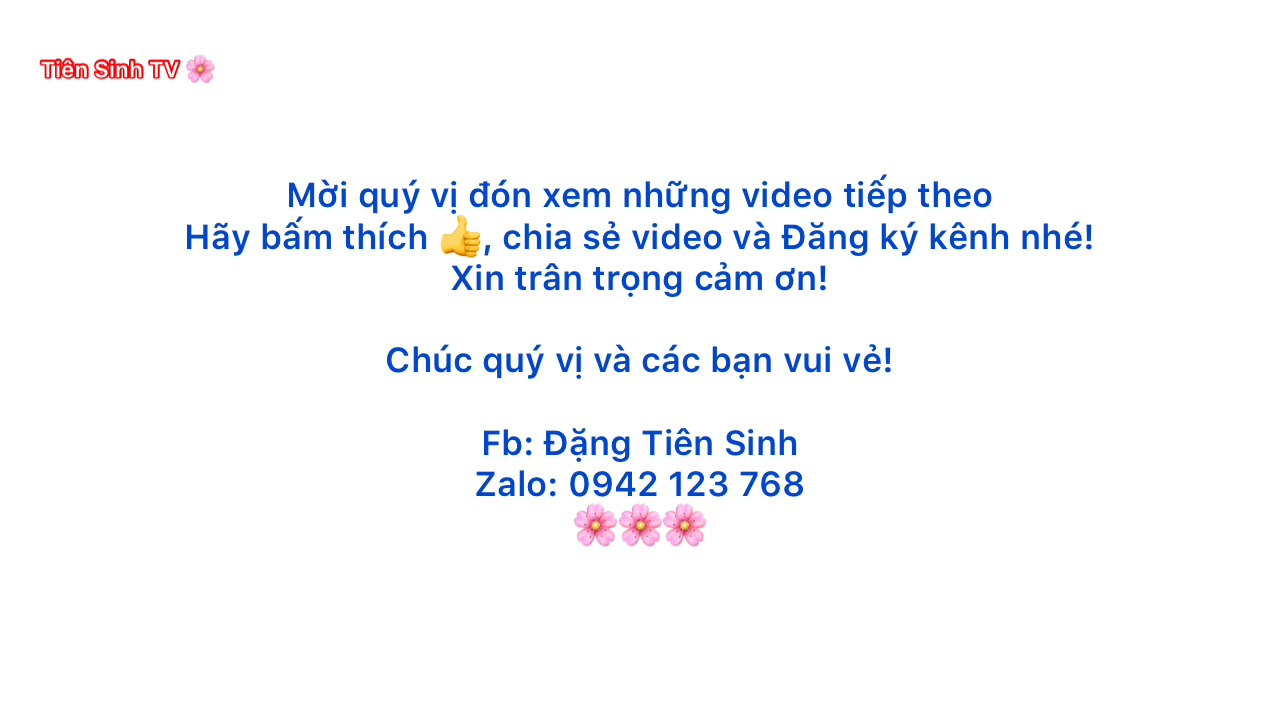 Tiên Sinh TV 🌸
Mời quý vị đón xem những video tiếp theo
Hãy bấm thích 👍, chia sẻ video và Đăng ký kênh nhé!
Xin trân trọng cảm ơn!
Chúc quý vị và các bạn vui vẻ!
Fb: Đặng Tiên Sinh
Zalo: 0942 123 768
🌸🌸🌸